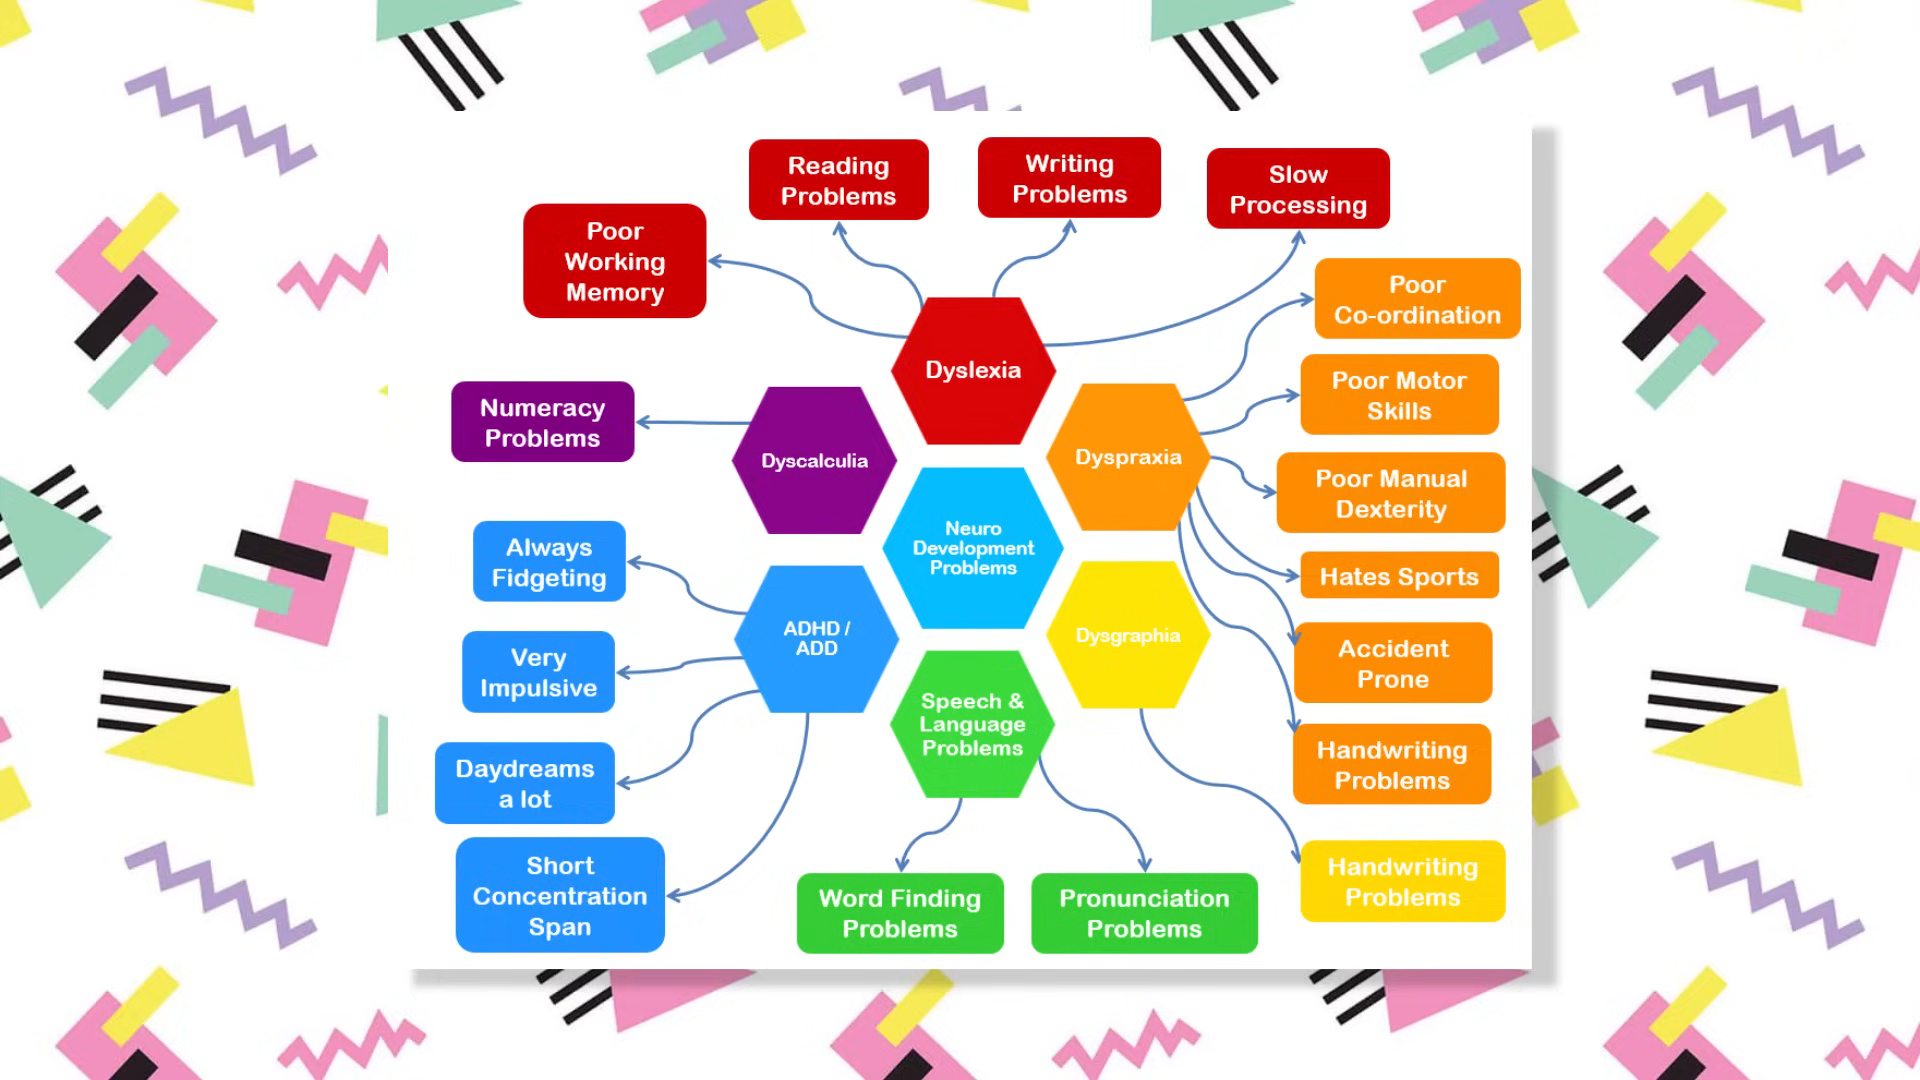 Reading
Problems
Writing
Problems
Slow
Processing
Poor
Working
Memory
Poor
Co-ordination
Dyslexia
Poor Motor
Skills
Numeracy
Problems
Dyscalculia
Dyspraxia
Poor Manual
Dexterity
Neuro
Development
Problems
Always
Fidgeting
Hates Sports
ADHD /
ADD
Dysgraphia
Accident
Prone
Very
Impulsive
Speech &
Language
Problems
Handwriting
Problems
Daydreams
a lot
Short
Concentration
Span
Word Finding
Problems
Pronunciation
Problems
Handwriting
Problems